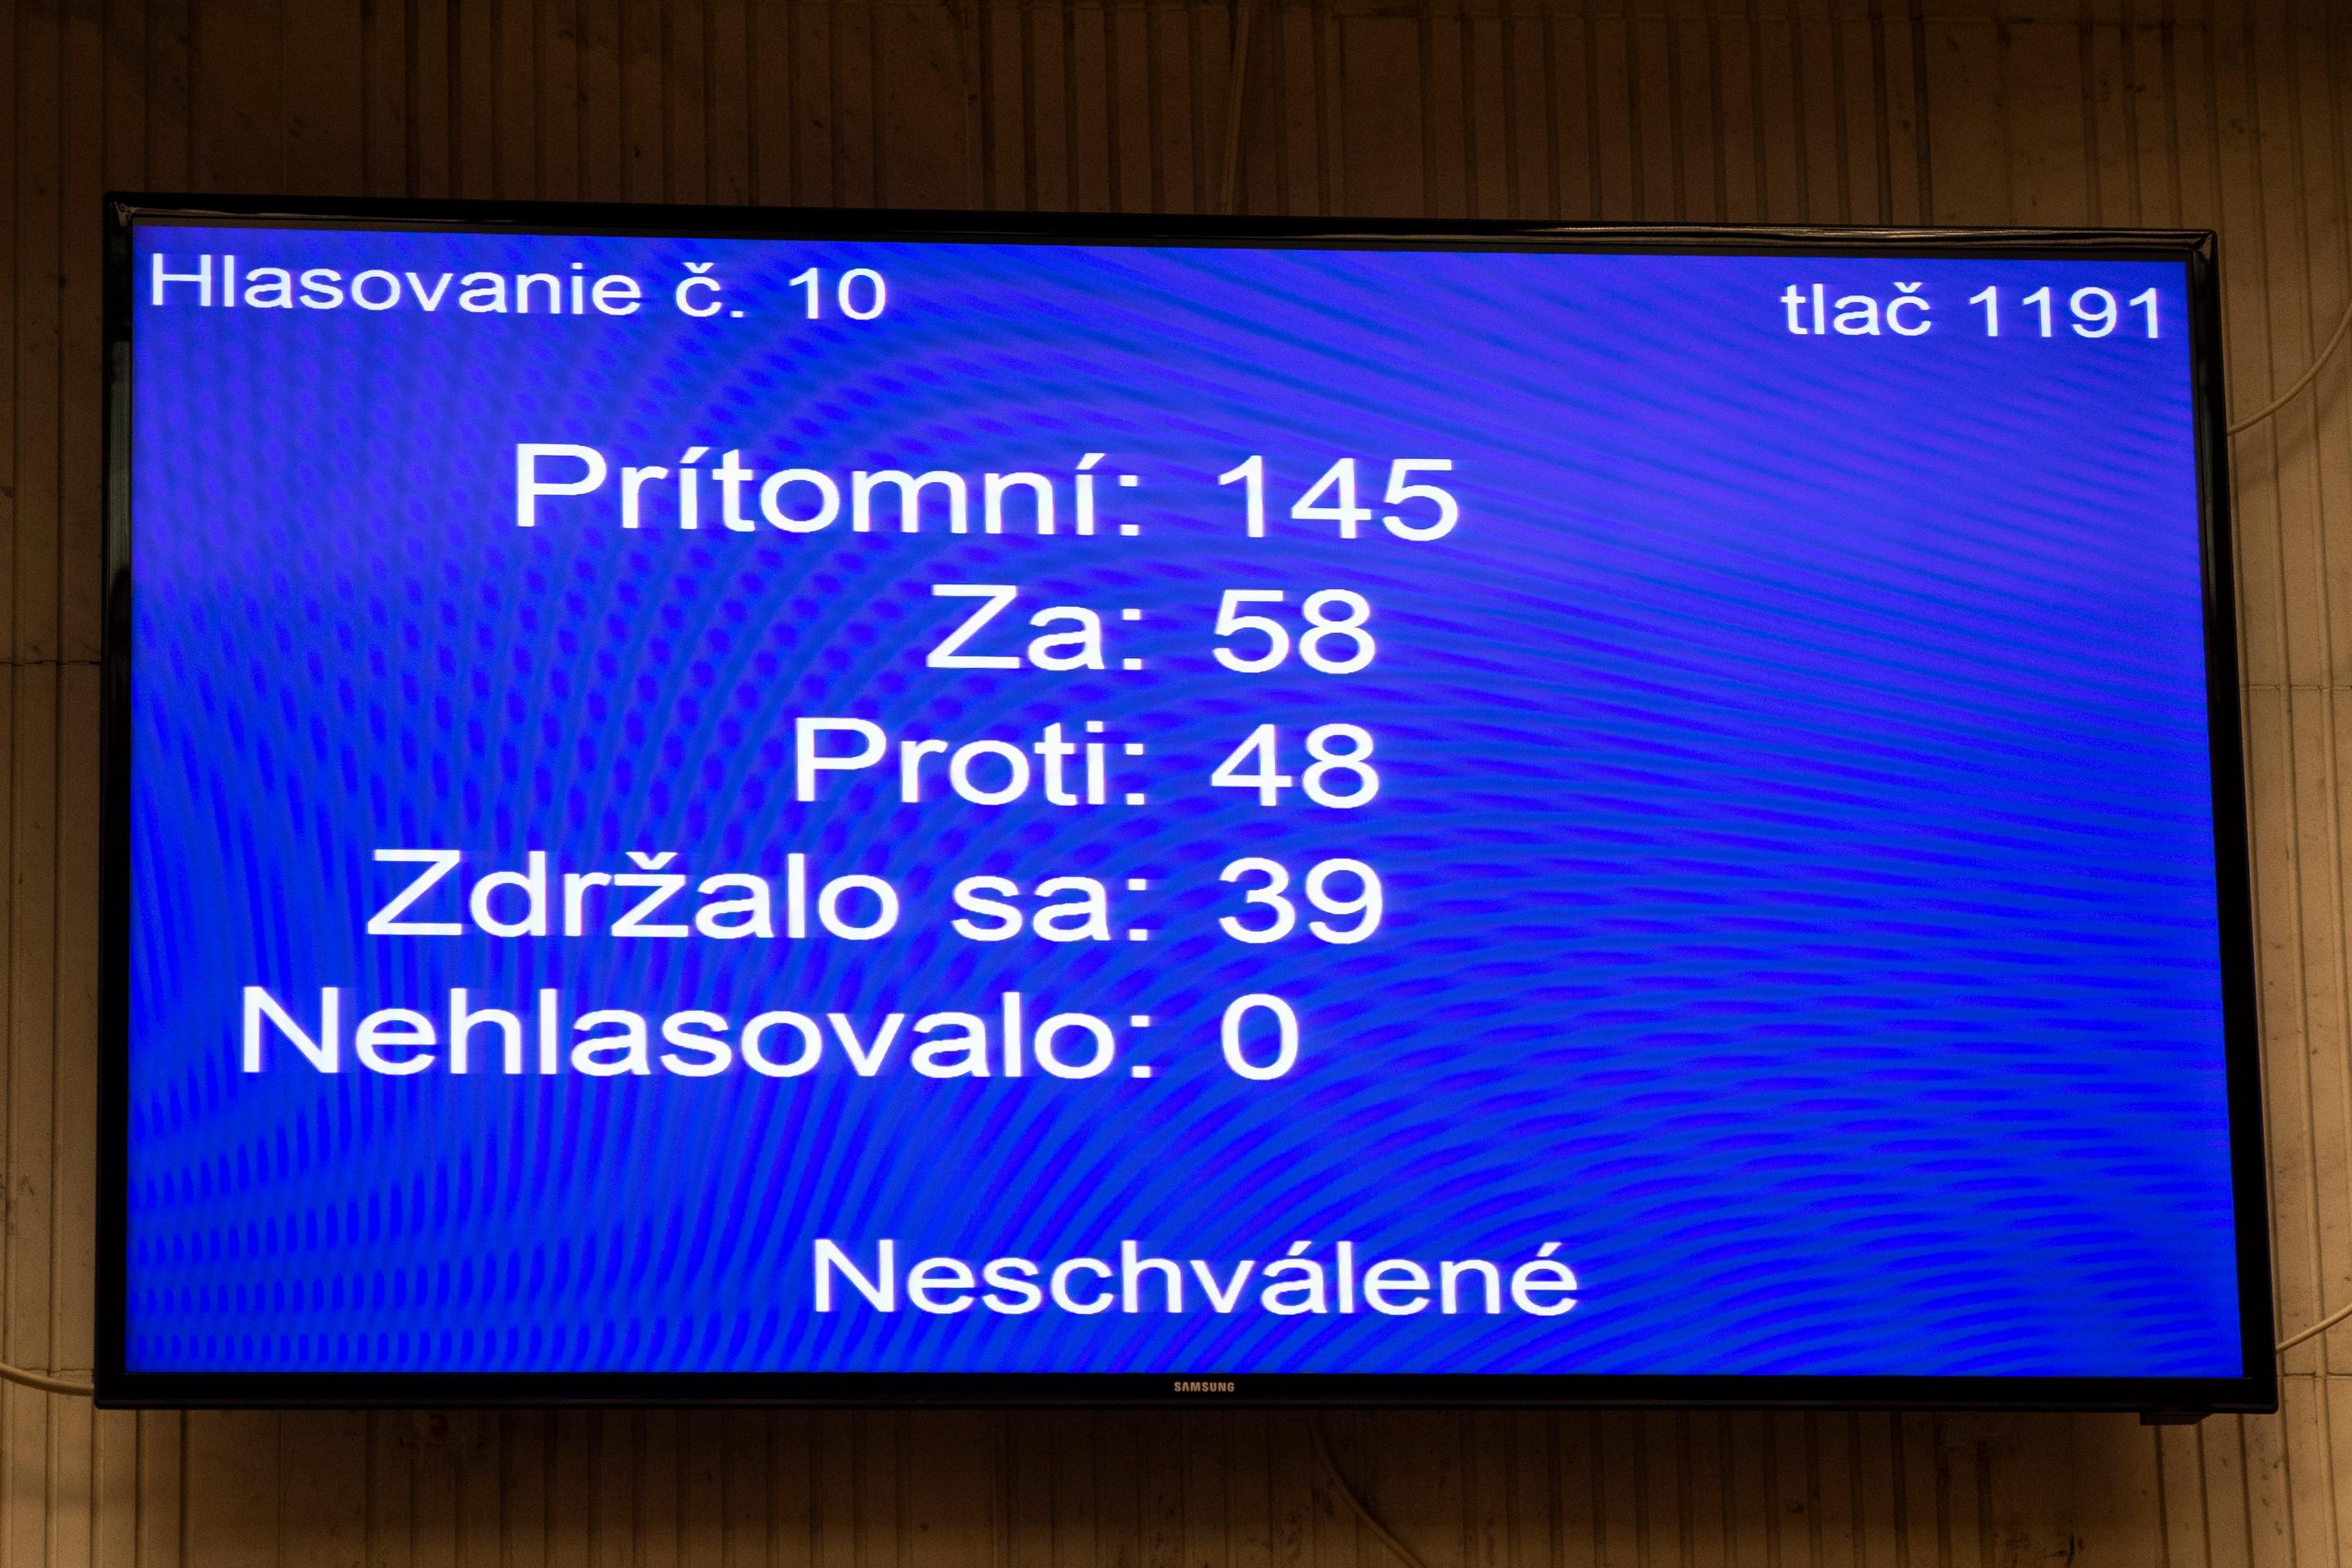 Hlasovanie č. 10 tlač 1191
Prítomní: 145
Za: 58
Proti: 48
Zdržalo sa: 39
Nehlasovalo: 0
Neschválené
SAMSUNG